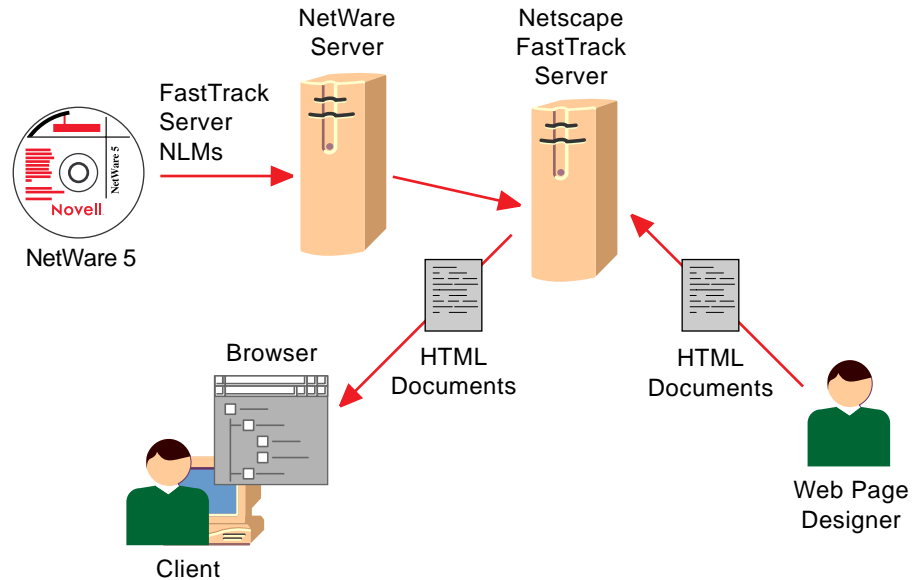 NetWare
Server
Netscape
FastTrack
Server
FastTrack
Server
NLMs
NetWare 5
Novell
NetWare 5
HTML
Documents
HTML
Documents
Browser
Client
Web Page
Designer